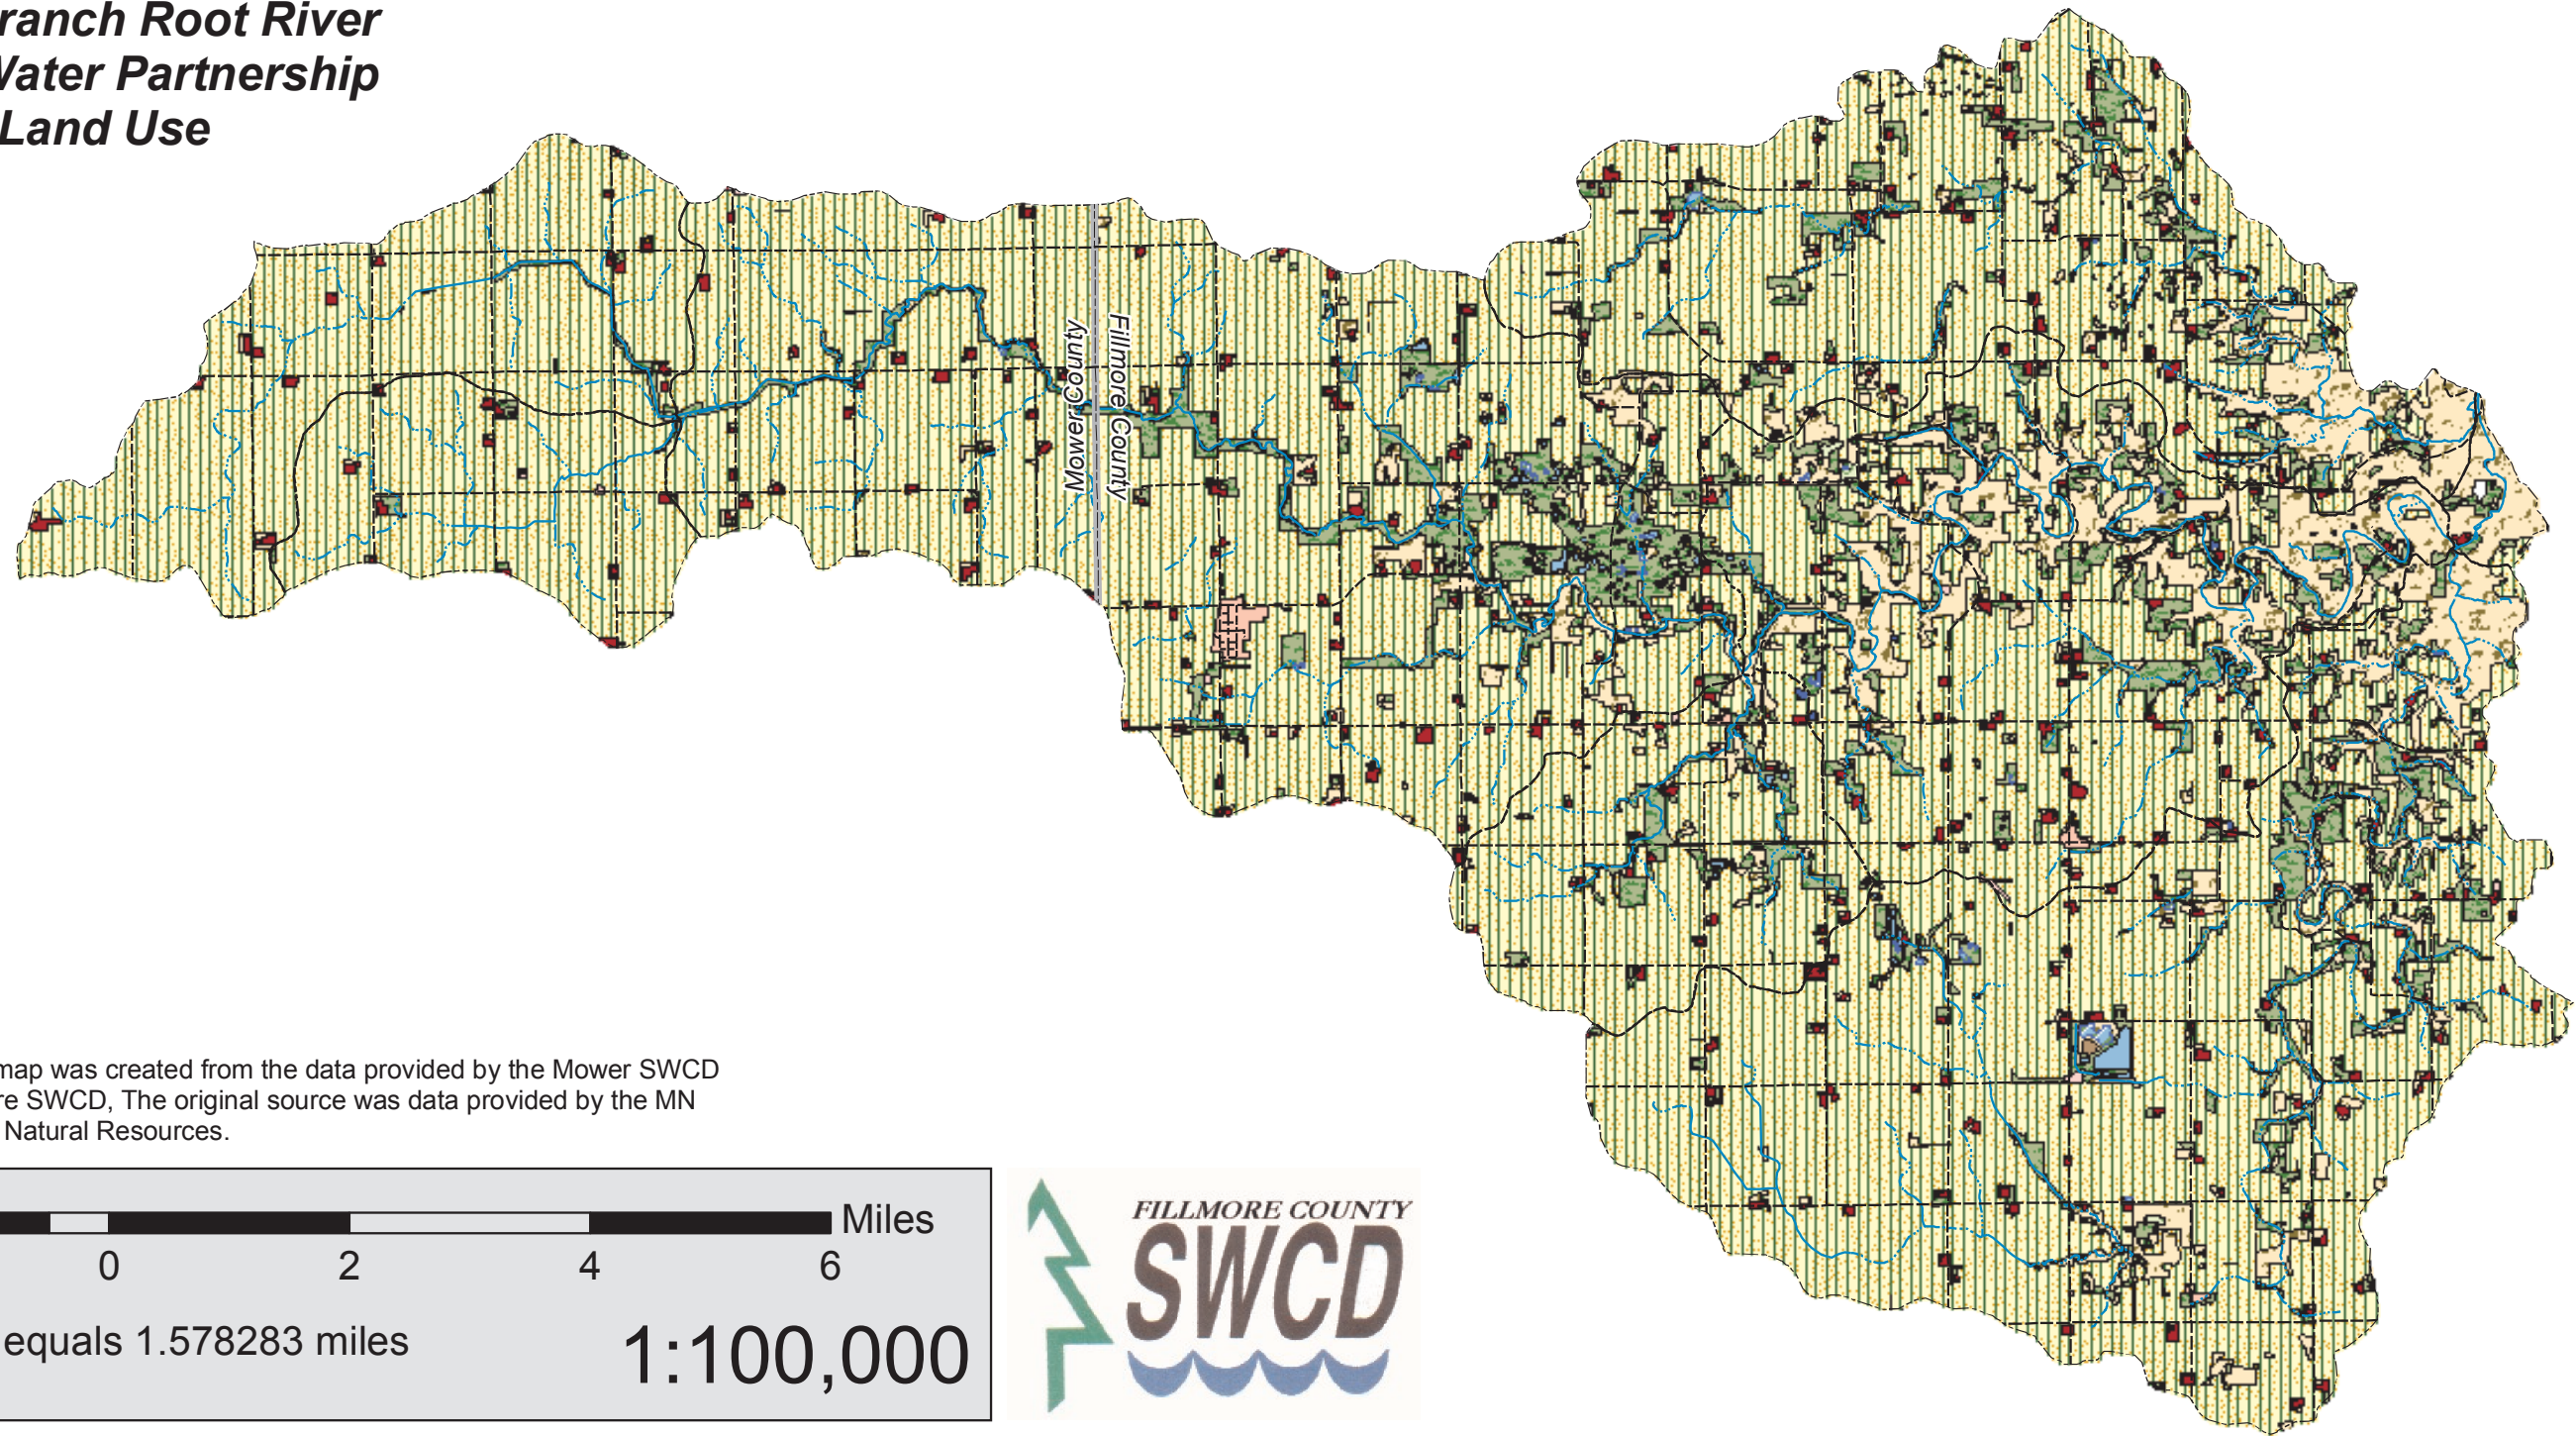 ranch Root River
Water Partnership
Land Use
Mower County
Fillmore County
map was created from the data provided by the Mower SWCD
re SWCD, The original source was data provided by the MN
Natural Resources.
Miles
0 2 4 6
equals 1.578283 miles
1:100,000
FILLMORE COUNTY
SWCD